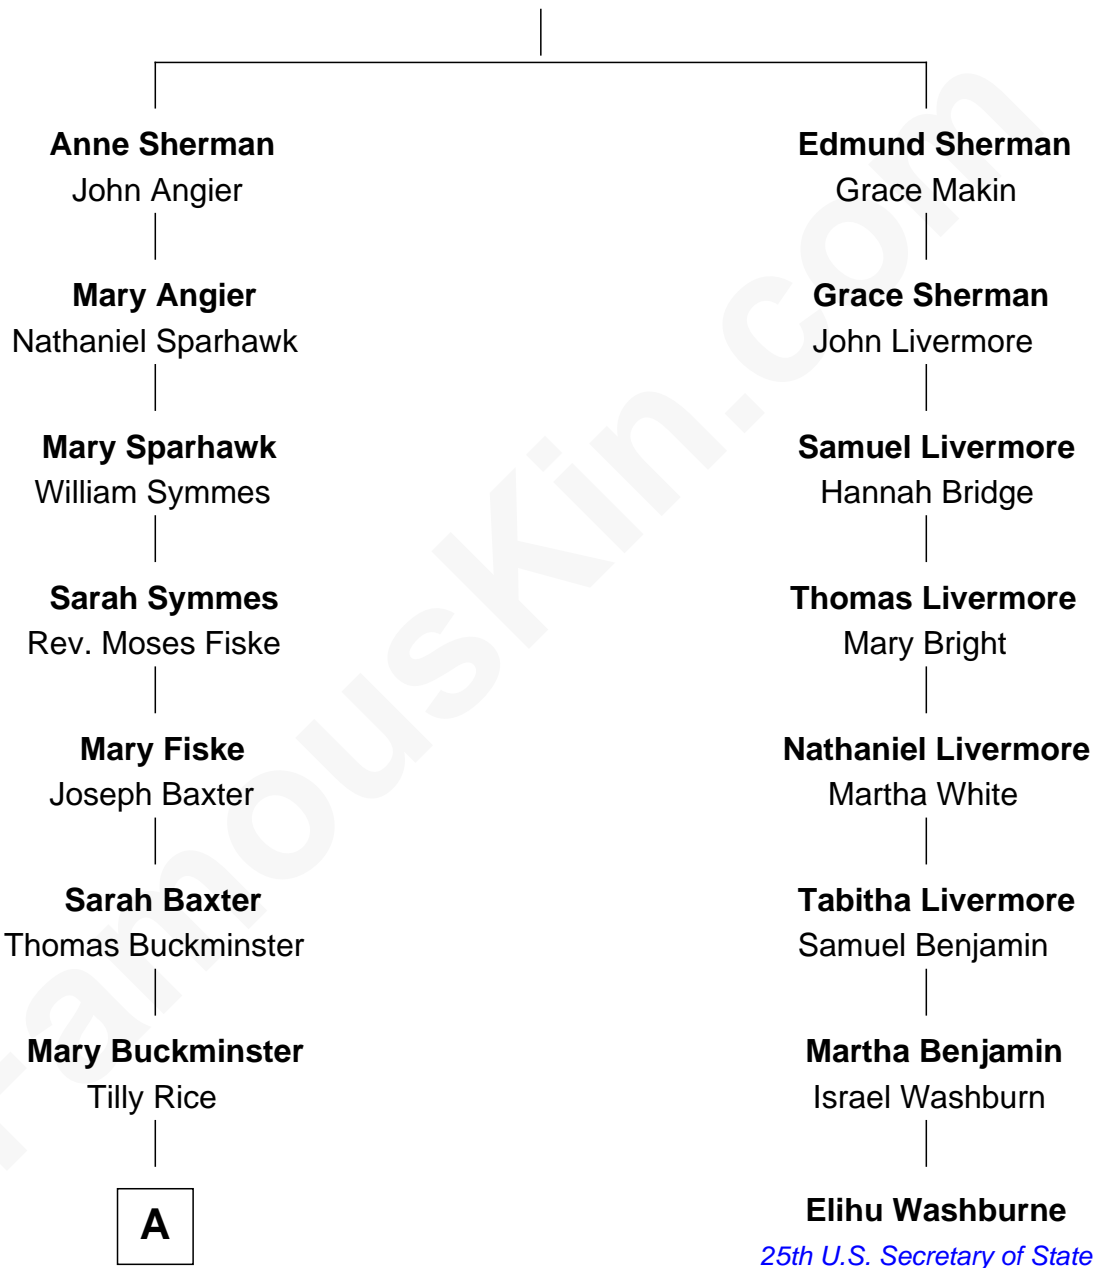 Anne Sherman
John Angier
Mary Angier
Nathaniel Sparhawk
Mary Sparhawk
William Symmes
Sarah Symmes
Rev. Moses Fiske
Mary Fiske
Joseph Baxter
Sarah Baxter
Thomas Buckminster
Mary Buckminster
Tilly Rice
A
Edmund Sherman
Grace Makin
Grace Sherman
John Livermore
Samuel Livermore
Hannah Bridge
Thomas Livermore
Mary Bright
Nathaniel Livermore
Martha White
Tabitha Livermore
Samuel Benjamin
Martha Benjamin
Israel Washburn
Elihu Washburne
25th U.S. Secretary of State
FamousKin.com